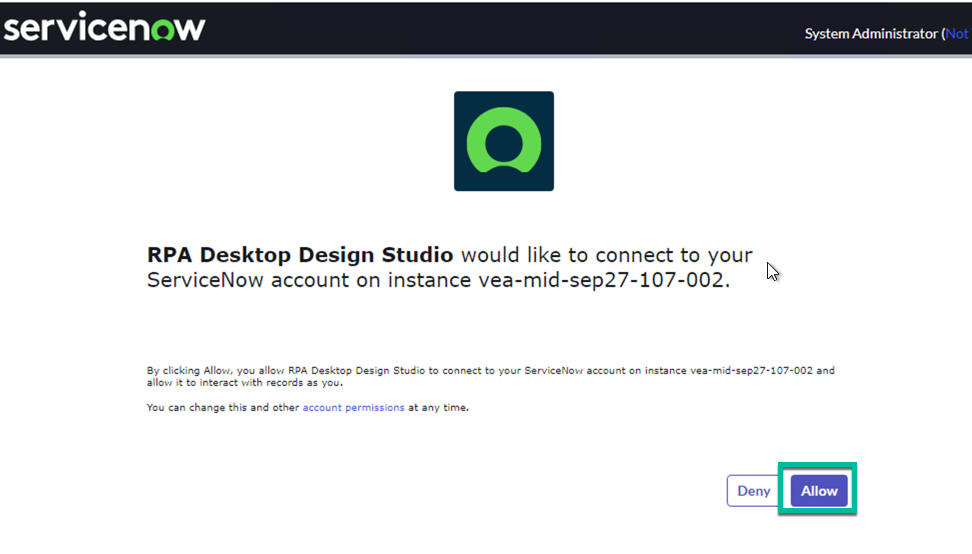 servicenow
System Administrator (Not
RPA Desktop Design Studio would like to connect to your
ServiceNow account on instance vea-mid-sep27-107-002.
By clicking Allow, you allow RPA Desktop Design Studio to connect to your ServiceNow account on instance vea-mid-sep27-107-002 and
allow it to interact with records as you.
You can change this and other account permissions at any time.
Deny
Allow